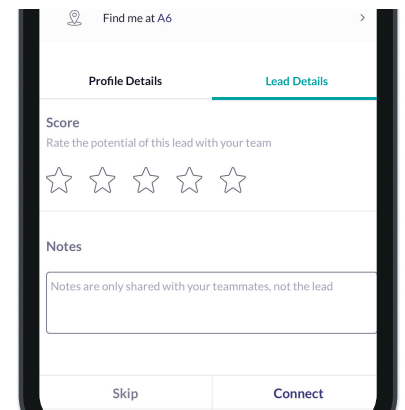 Find me at A6
Profile Details
Lead Details
Score
Rate the potential of this lead with your team
Notes
Notes are only shared with your teammates, not the lead
Skip
Connect